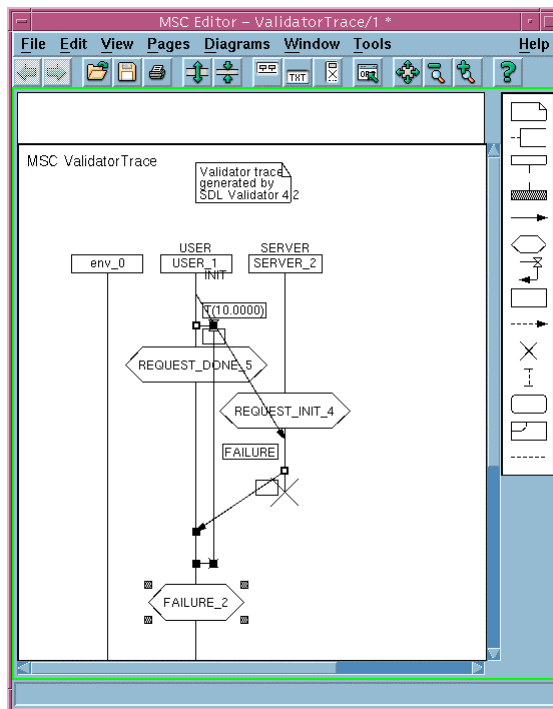 MSC Editor – ValidatorTrace/1 *
File Edit View Pages Diagrams Window Tools Help
TXT
MSC ValidatorTrace
Validator trace
generated by
SDL Validator 4.2
USER SERVER
env_0 USER_1 SERVER_2
INIT
T(10.0000)
REQUEST_DONE_5
REQUEST_INIT_4
FAILURE
FAILURE_2